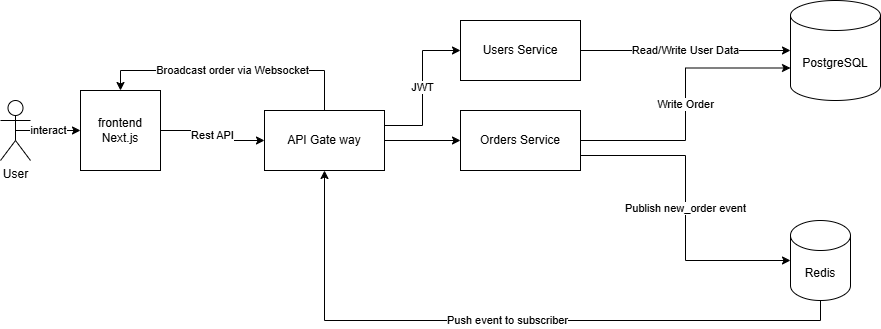 Users Service
Read/Write User Data
PostgreSQL
Broadcast order via Websocket
JWT
Write Order
User
interact
frontend
Next.js
Rest API
API Gate way
Orders Service
Publish new_order event
Redis
Push event to subscriber